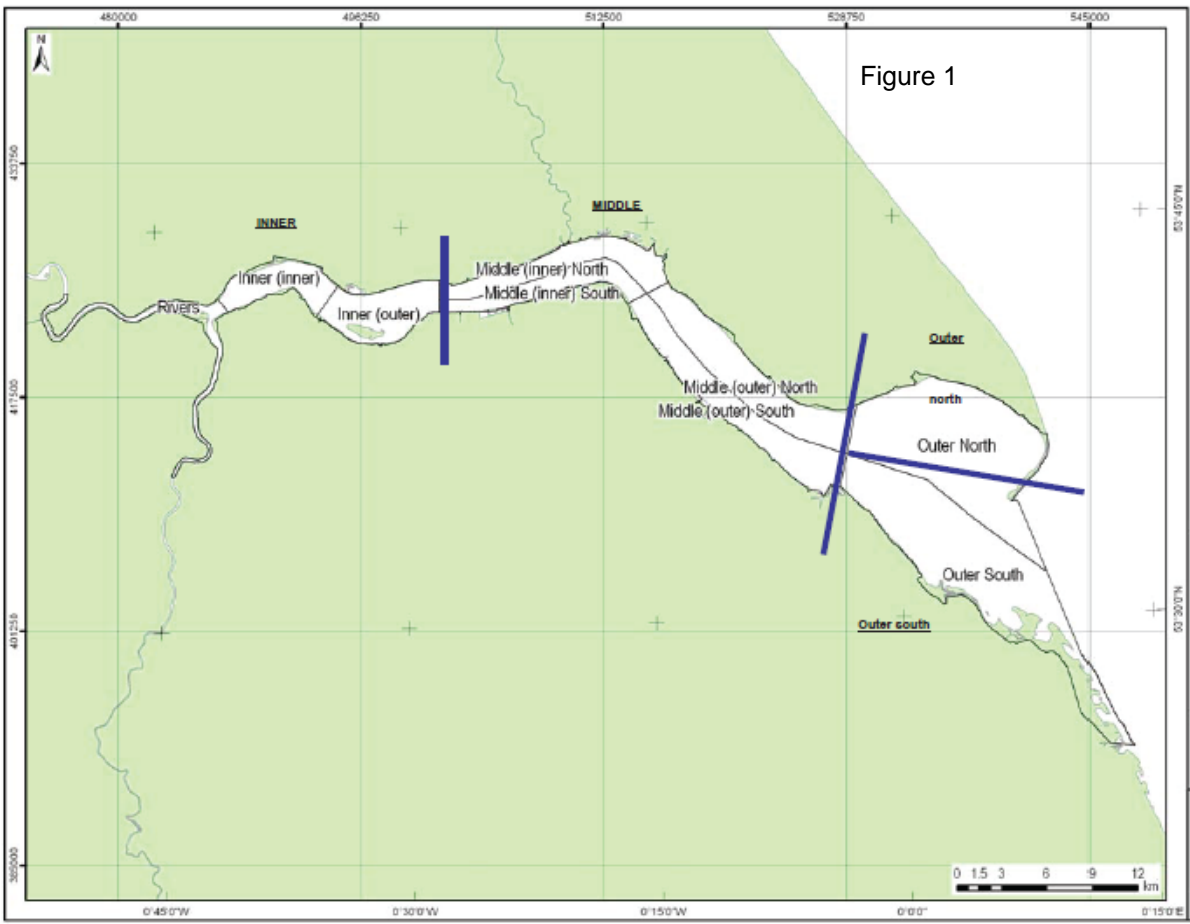 480000 496250 512500 528750 545000
N
Figure 1
433750
53°45'0"N
MIDDLE
INNER
Middle (inner) North
Inner (inner)
Middle (inner) South
Rivers
Inner (outer)
Outer
417500
Middle (outer) North
north
Middle (outer) South
Outer North
Outer South
53°30'0"N
401250
Outer south
385000
0 1.5 3 6 9 12
km
0°45'0"W 0°30'0"W 0°15'0"W 0°0'0" 0°15'0"E